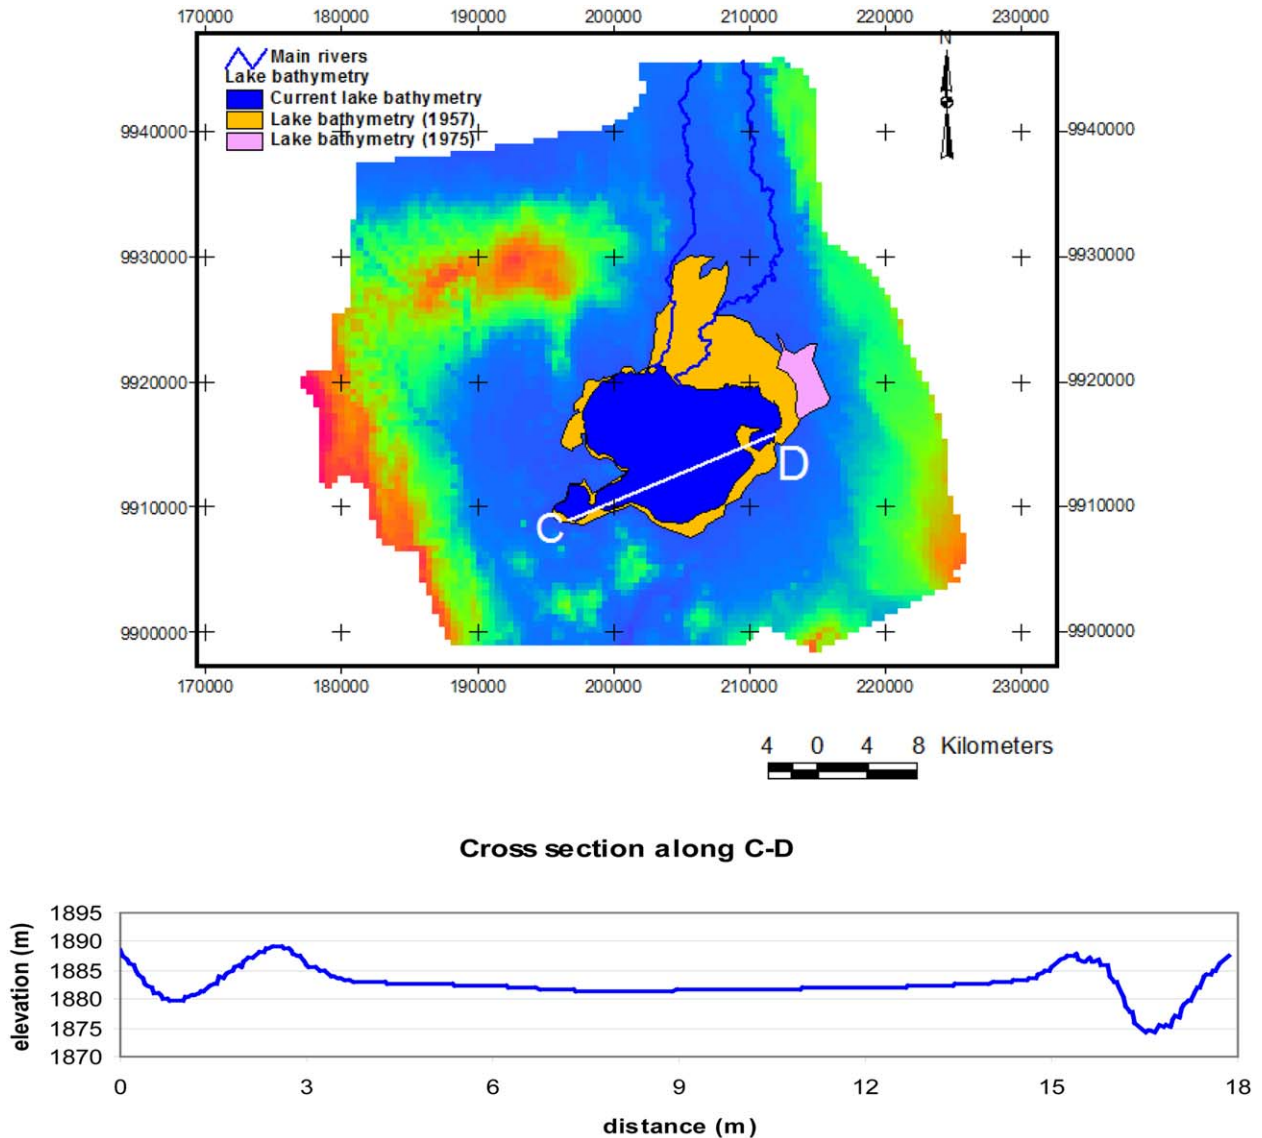 170000 180000 190000 200000 210000 220000 230000
N
Main rivers
Lake bathymetry
Current lake bathymetry
Lake bathymetry (1957)
Lake bathymetry (1975)
9940000 9940000
9930000 9930000
9920000 9920000
D
9910000 9910000
C
9900000 9900000
170000 180000 190000 200000 210000 220000 230000
4 0 4 8 Kilometers
Cross section along C-D
elevation (m)
1895
1890
1885
1880
1875
1870
0 3 6 9 12 15 18
distance (m)